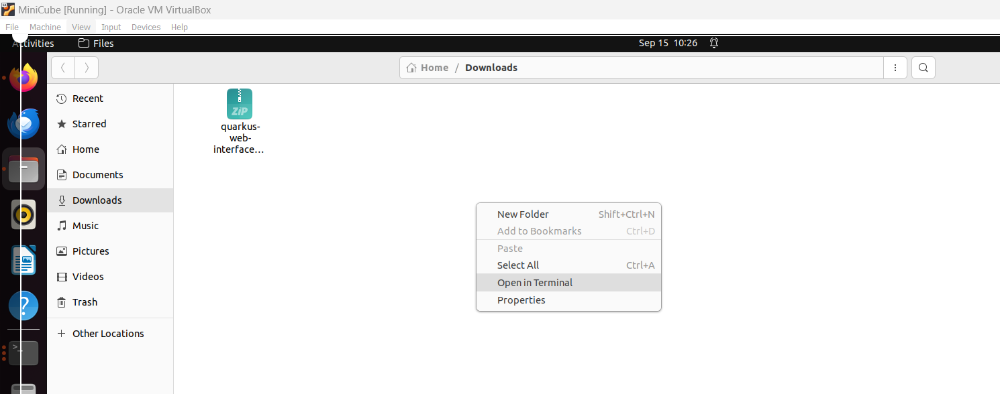 MiniCube [Running] - Oracle VM VirtualBox
File Machine View Input Devices Help
Activities Files Sep 15 10:26
Home / Downloads
Recent
Starred
Home
Documents
Downloads
Music
Pictures
Videos
Trash
+ Other Locations
ZiP
quarkus-
web-
interface...
New Folder Shift+Ctrl+N
Add to Bookmarks Ctrl+D
Paste
Select All Ctrl+A
Open in Terminal
Properties